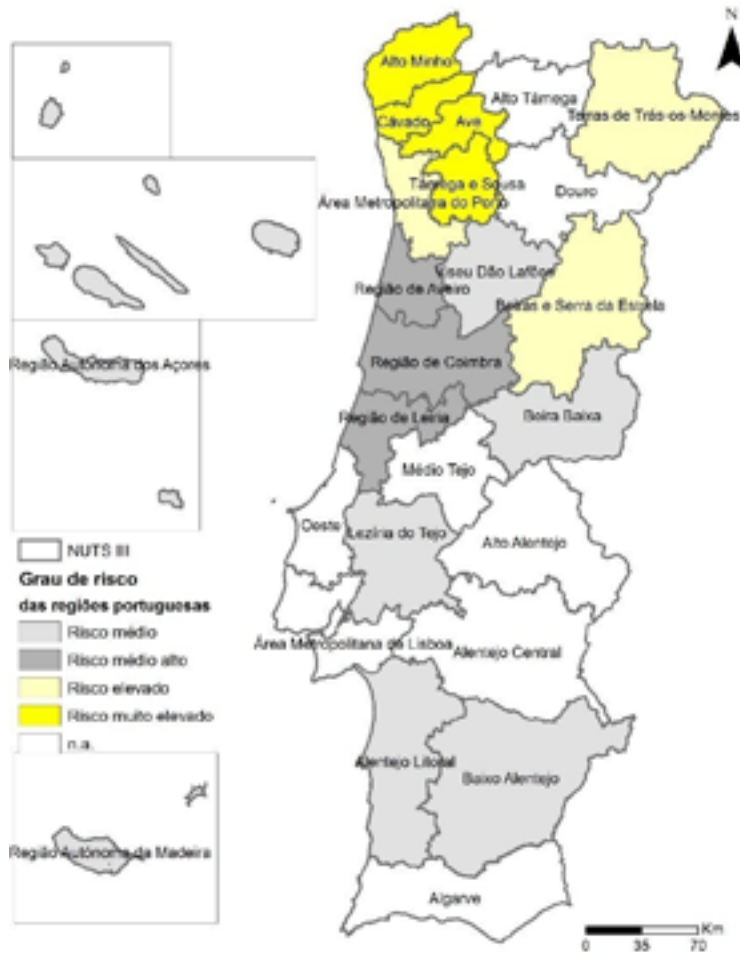 N
Alto Minho
Alto Tâmega
Terras de Trás-os-Montes
Cávado
Ave
Tâmega e Sousa
Douro
Área Metropolitana do Porto
Viseu Dão Lafões
Região de Aveiro
Beiras e Serra da Estrela
Região de Coimbra
Região Autónoma dos Açores
Região de Leiria
Beira Baixa
Médio Tejo
Oeste
Lezíria do Tejo
Alto Alentejo
NUTS III
Grau de risco
das regiões portuguesas
Risco médio
Risco médio alto
Risco elevado
Risco muito elevado
n.a.
Área Metropolitana de Lisboa
Alentejo Central
Alentejo Litoral
Baixo Alentejo
Região Autónoma da Madeira
Algarve
Km
0 35 70